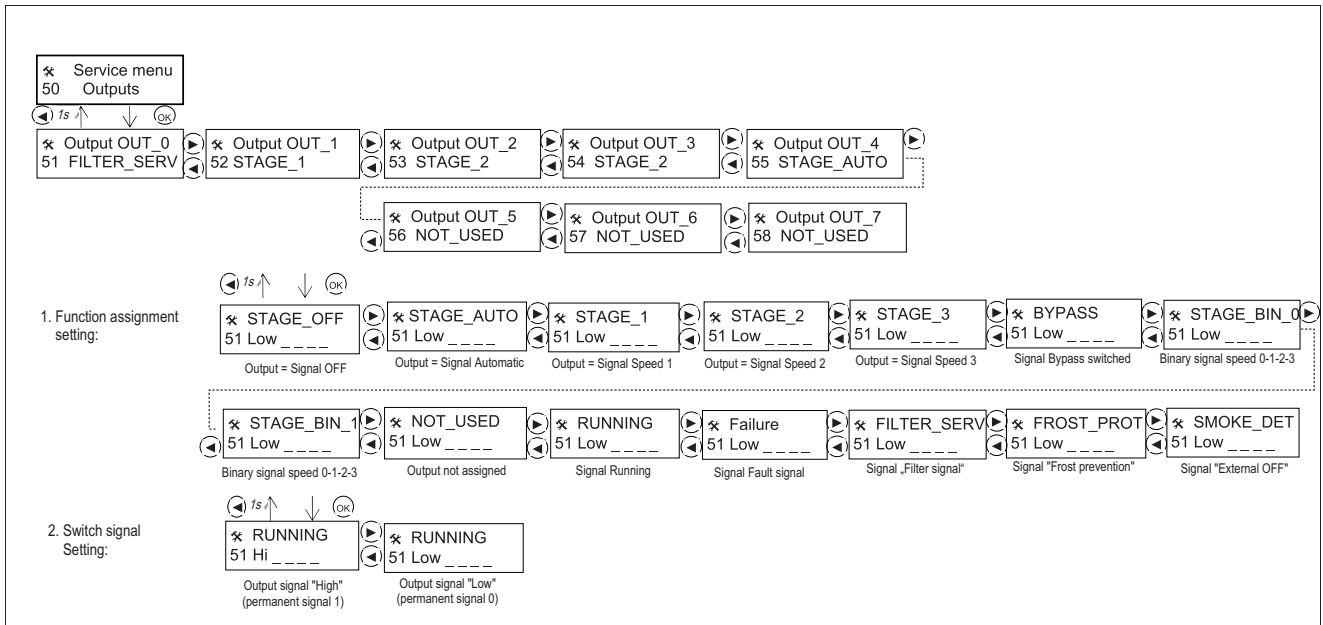 Service menu
50 Outputs
1s OK
Output OUT_0
51 FILTER_SERV
Output OUT_1
52 STAGE_1
Output OUT_2
53 STAGE_2
Output OUT_3
54 STAGE_2
Output OUT_4
55 STAGE_AUTO
Output OUT_5
56 NOT_USED
Output OUT_6
57 NOT_USED
Output OUT_7
58 NOT_USED
1s OK
1. Function assignment
setting:
STAGE_OFF
51 Low _ _ _ _
Output = Signal OFF
STAGE_AUTO
51 Low _ _ _ _
Output = Signal Automatic
STAGE_1
51 Low _ _ _ _
Output = Signal Speed 1
STAGE_2
51 Low _ _ _ _
Output = Signal Speed 2
STAGE_3
51 Low _ _ _ _
Output = Signal Speed 3
BYPASS
51 Low _ _ _ _
Signal Bypass switched
STAGE_BIN_0
51 Low _ _ _ _
Binary signal speed 0-1-2-3
STAGE_BIN_1
51 Low _ _ _ _
Binary signal speed 0-1-2-3
NOT_USED
51 Low _ _ _ _
Output not assigned
RUNNING
51 Low _ _ _ _
Signal Running
Failure
51 Low _ _ _ _
Signal Fault signal
FILTER_SERV
51 Low _ _ _ _
Signal „Filter signal“
FROST_PROT
51 Low _ _ _ _
Signal "Frost prevention"
SMOKE_DET
51 Low _ _ _ _
Signal "External OFF"
1s OK
2. Switch signal
Setting:
RUNNING
51 Hi _ _ _ _
Output signal "High"
(permanent signal 1)
RUNNING
51 Low _ _ _ _
Output signal "Low"
(permanent signal 0)